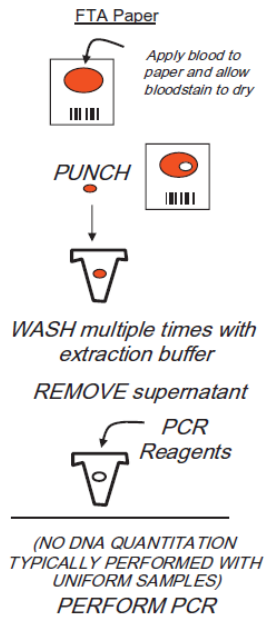 FTA Paper
Apply blood to
paper and allow
bloodstain to dry
PUNCH
WASH multiple times with
extraction buffer
REMOVE supernatant
PCR
Reagents
(NO DNA QUANTITATION
TYPICALLY PERFORMED WITH
UNIFORM SAMPLES)
PERFORM PCR